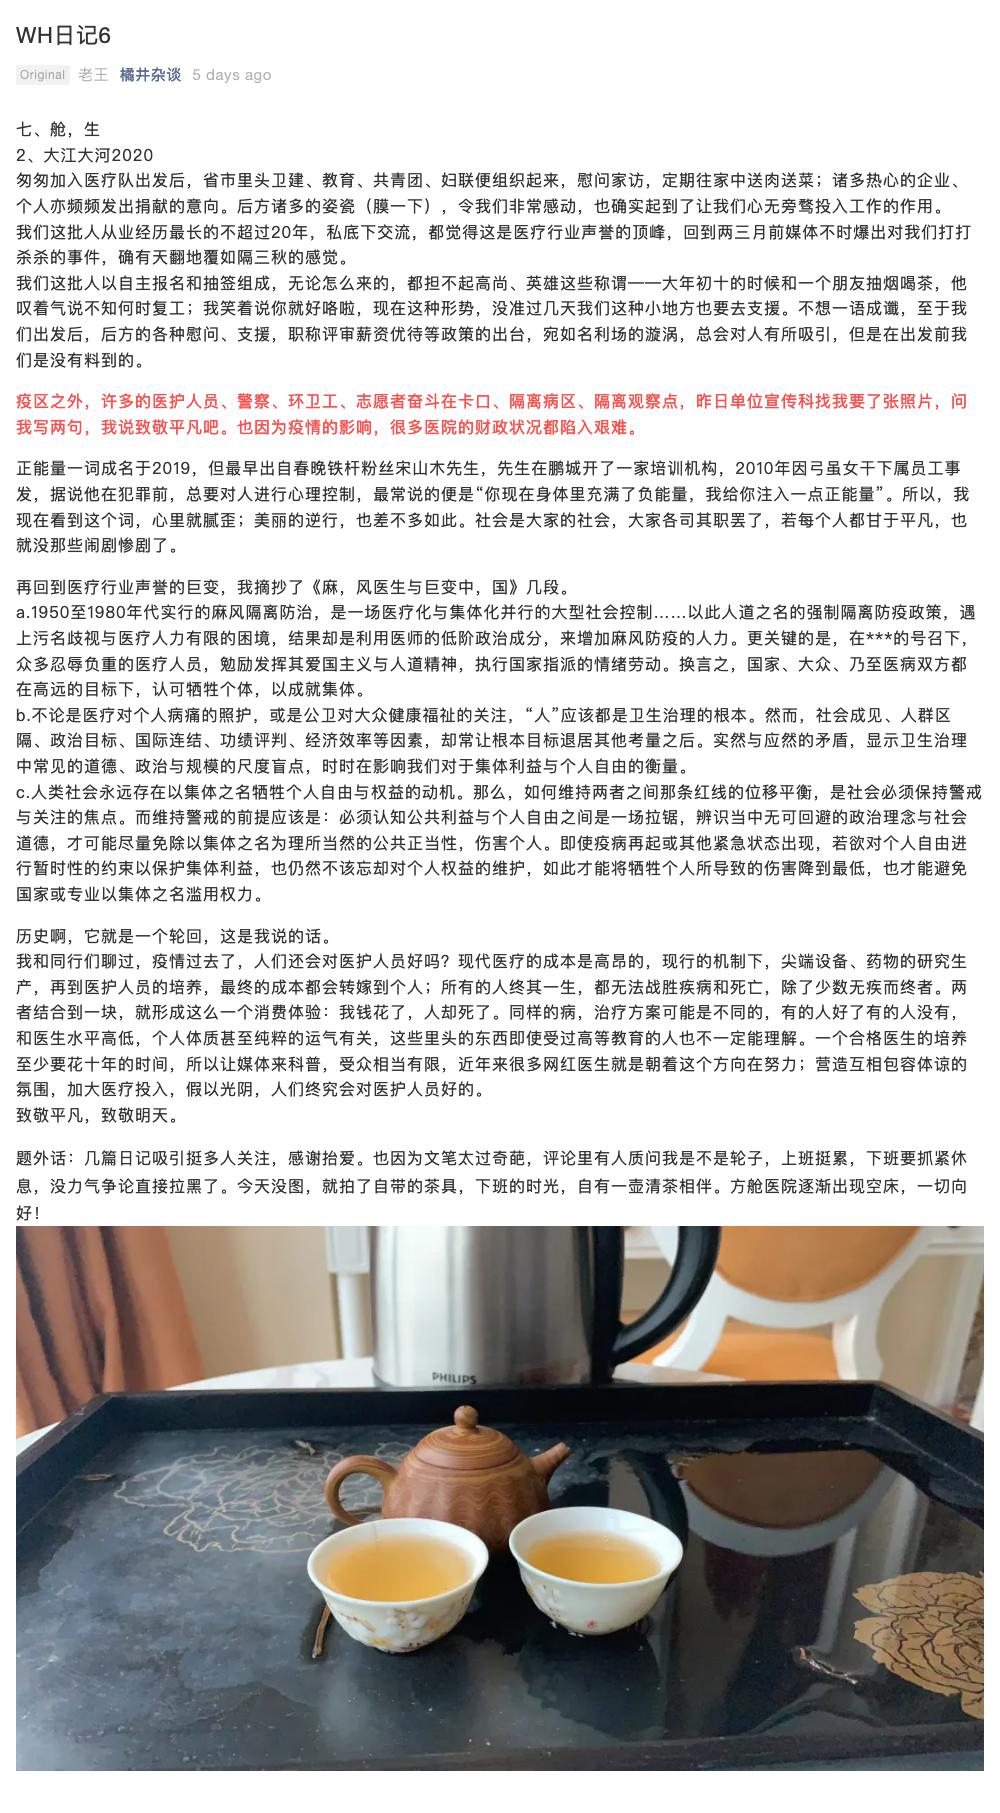 WH日记6
Original 老王 橘井杂谈 5 days ago
七、舱，生
2、大江大河2020
匆匆加入医疗队出发后，省市里头卫建、教育、共青团、妇联便组织起来，慰问家访，定期往家中送肉送菜；诸多热心的企业、
个人亦频频发出捐献的意向。后方诸多的姿瓷（膜一下），令我们非常感动，也确实起到了让我们心无旁骛投入工作的作用。
我们这批人从业经历最长的不超过20年，私底下交流，都觉得这是医疗行业声誉的顶峰，回到两三月前媒体不时爆出对我们打打
杀杀的事件，确有天翻地覆如隔三秋的感觉。
我们这批人以自主报名和抽签组成，无论怎么来的，都担不起高尚、英雄这些称谓——大年初十的时候和一个朋友抽烟喝茶，他
叹着气说不知何时复工；我笑着说你就好咯啦，现在这种形势，没准过几天我们这种小地方也要去支援。不想一语成谶，至于我
们出发后，后方的各种慰问、支援，职称评审薪资优待等政策的出台，宛如名利场的漩涡，总会对人有所吸引，但是在出发前我
们是没有料到的。
疫区之外，许多的医护人员、警察、环卫工、志愿者奋斗在卡口、隔离病区、隔离观察点，昨日单位宣传科找我要了张照片，问
我写两句，我说致敬平凡吧。也因为疫情的影响，很多医院的财政状况都陷入艰难。
正能量一词成名于2019，但最早出自春晚铁杆粉丝宋山木先生，先生在鹏城开了一家培训机构，2010年因弓虽女干下属员工事
发，据说他在犯罪前，总要对人进行心理控制，最常说的便是“你现在身体里充满了负能量，我给你注入一点正能量”。所以，我
现在看到这个词，心里就腻歪；美丽的逆行，也差不多如此。社会是大家的社会，大家各司其职罢了，若每个人都甘于平凡，也
就没那些闹剧惨剧了。
再回到医疗行业声誉的巨变，我摘抄了《麻，风医生与巨变中，国》几段。
a.1950至1980年代实行的麻风隔离防治，是一场医疗化与集体化并行的大型社会控制……以此人道之名的强制隔离防疫政策，遇
上污名歧视与医疗人力有限的困境，结果却是利用医师的低阶政治成分，来增加麻风防疫的人力。更关键的是，在***的号召下，
众多忍辱负重的医疗人员，勉励发挥其爱国主义与人道精神，执行国家指派的情绪劳动。换言之，国家、大众、乃至医病双方都
在高远的目标下，认可牺牲个体，以成就集体。
b.不论是医疗对个人病痛的照护，或是公卫对大众健康福祉的关注，“人”应该都是卫生治理的根本。然而，社会成见、人群区
隔、政治目标、国际连结、功绩评判、经济效率等因素，却常让根本目标退居其他考量之后。实然与应然的矛盾，显示卫生治理
中常见的道德、政治与规模的尺度盲点，时时在影响我们对于集体利益与个人自由的衡量。
c.人类社会永远存在以集体之名牺牲个人自由与权益的动机。那么，如何维持两者之间那条红线的位移平衡，是社会必须保持警戒
与关注的焦点。而维持警戒的前提应该是：必须认知公共利益与个人自由之间是一场拉锯，辨识当中无可回避的政治理念与社会
道德，才可能尽量免除以集体之名为理所当然的公共正当性，伤害个人。即使疫病再起或其他紧急状态出现，若欲对个人自由进
行暂时性的约束以保护集体利益，也仍然不该忘却对个人权益的维护，如此才能将牺牲个人所导致的伤害降到最低，也才能避免
国家或专业以集体之名滥用权力。
历史啊，它就是一个轮回，这是我说的话。
我和同行们聊过，疫情过去了，人们还会对医护人员好吗？现代医疗的成本是高昂的，现行的机制下，尖端设备、药物的研究生
产，再到医护人员的培养，最终的成本都会转嫁到个人；所有的人终其一生，都无法战胜疾病和死亡，除了少数无疾而终者。两
者结合到一块，就形成这么一个消费体验：我钱花了，人却死了。同样的病，治疗方案可能是不同的，有的人好了有的人没有，
和医生水平高低，个人体质甚至纯粹的运气有关，这些里头的东西即使受过高等教育的人也不一定能理解。一个合格医生的培养
至少要花十年的时间，所以让媒体来科普，受众相当有限，近年来很多网红医生就是朝着这个方向在努力；营造互相包容体谅的
氛围，加大医疗投入，假以光阴，人们终究会对医护人员好的。
致敬平凡，致敬明天。
题外话：几篇日记吸引挺多人关注，感谢抬爱。也因为文笔太过奇葩，评论里有人质问我是不是轮子，上班挺累，下班要抓紧休
息，没力气争论直接拉黑了。今天没图，就拍了自带的茶具，下班的时光，自有一壶清茶相伴。方舱医院逐渐出现空床，一切向
好！
PHILIPS